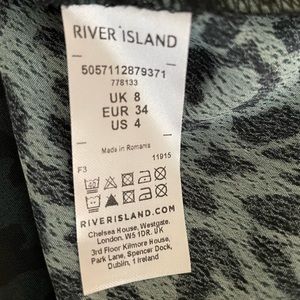 RIVER ISLAND
5057112879371
778133
UK 8
EUR 34
US 4
Made in Romania
F3 11915
RIVERISLAND.COM
Chelsea House, Westgate,
London. W5 1DR. UK
3rd Floor Kilmore House,
Park Lane, Spencer Dock,
Dublin, 1 Ireland